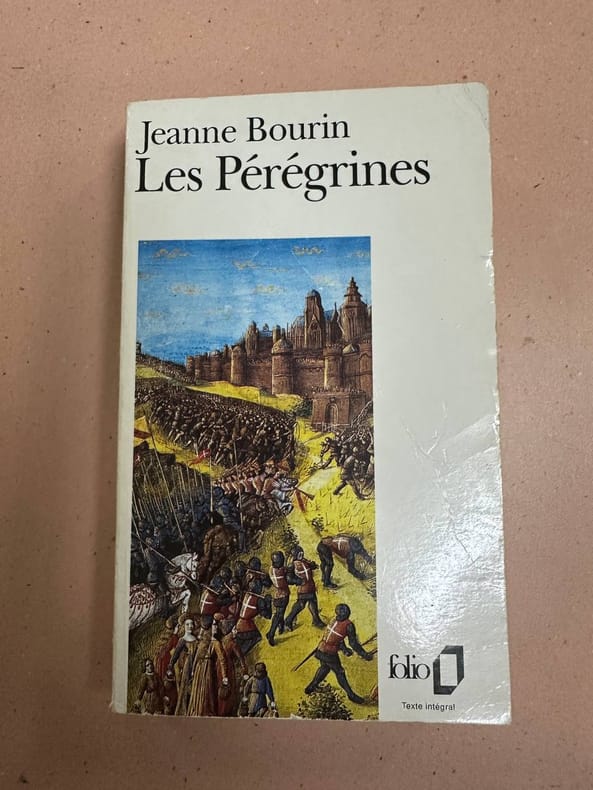 Jeanne Bourin
Les Pérégrines
folio
Texte intégral